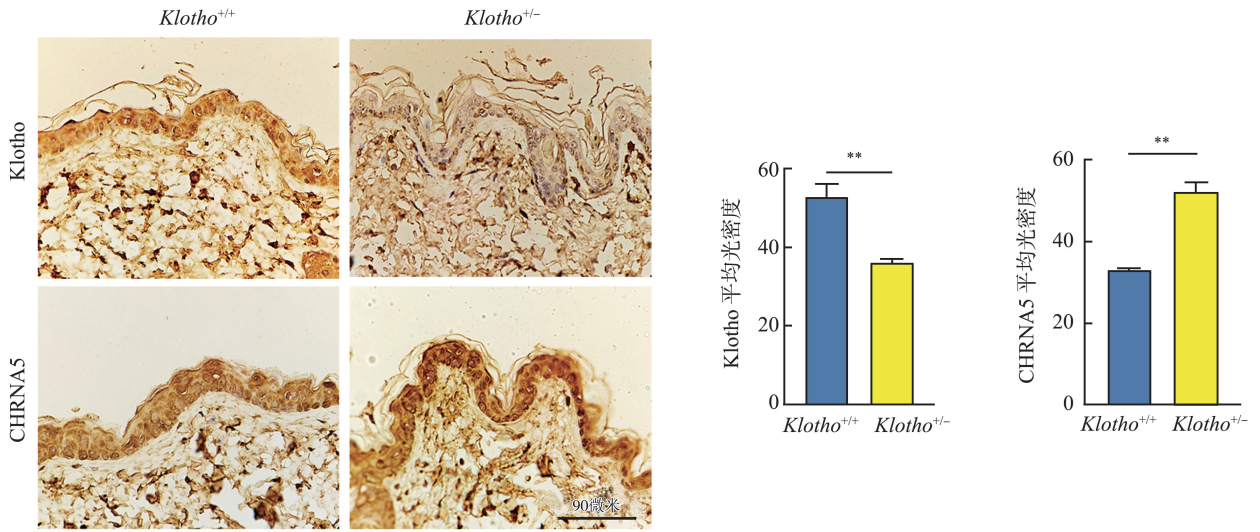 Klotho+/+
Klotho+/−
Klotho
CHRNA5
90微米
Klotho 平均光密度
60
40
20
0
**
Klotho+/+
Klotho+/−
CHRNA5 平均光密度
60
40
20
0
**
Klotho+/+
Klotho+/−